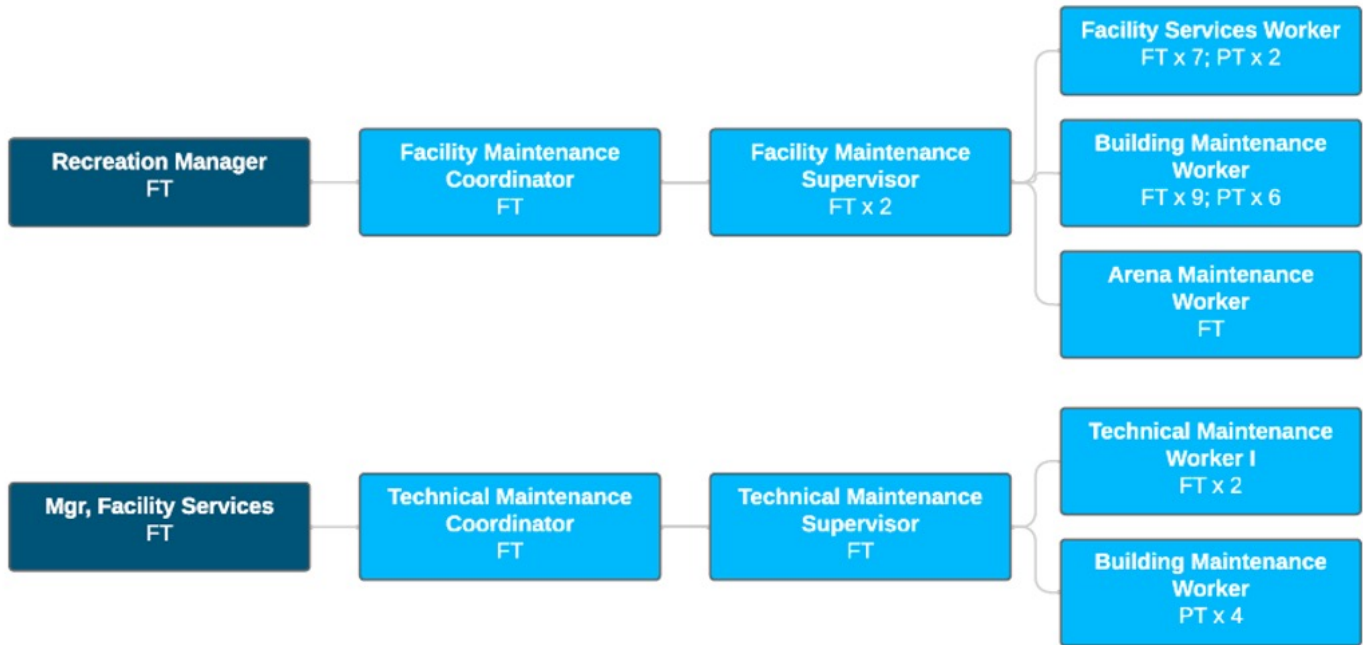 Recreation Manager
FT
Facility Maintenance
Coordinator
FT
Facility Maintenance
Supervisor
FT x 2
Facility Services Worker
FT x 7; PT x 2
Building Maintenance
Worker
FT x 9; PT x 6
Arena Maintenance
Worker
FT
Mgr, Facility Services
FT
Technical Maintenance
Coordinator
FT
Technical Maintenance
Supervisor
FT
Technical Maintenance
Worker I
FT x 2
Building Maintenance
Worker
PT x 4